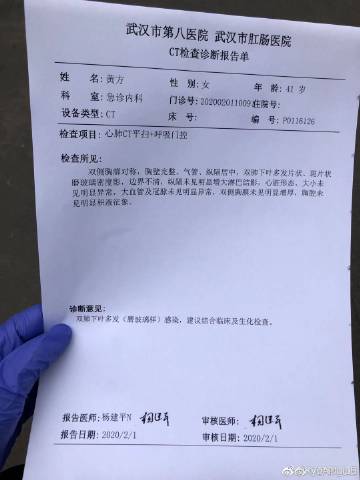 武汉市第八医院 武汉市肛肠医院
CT检查诊断报告单
姓 名：黄方 性 别：女 年 龄：41 岁
科 室：急诊内科 门诊号：202002011009 住院号：
设备类型：CT 床 号： 编 号：P0116126
检查项目：心肺CT平扫+呼吸门控
检查所见：
双侧胸廓对称，胸壁光整，气管、纵隔居中，双肺下叶多发片状、斑片状
磨玻璃密度影，边界不清，纵隔未见明显增大淋巴结影，心脏形态、大小未
见明显异常，大血管及冠脉未见明显异常，双侧胸膜未见明显增厚，胸腔未
见明显积液征象。
诊断意见：
双肺下叶多发（磨玻璃样）感染，建议结合临床及生化检查。
报告医师：杨建平N 审核医师：
报告日期：2020/2/1 审核日期：2020/2/1